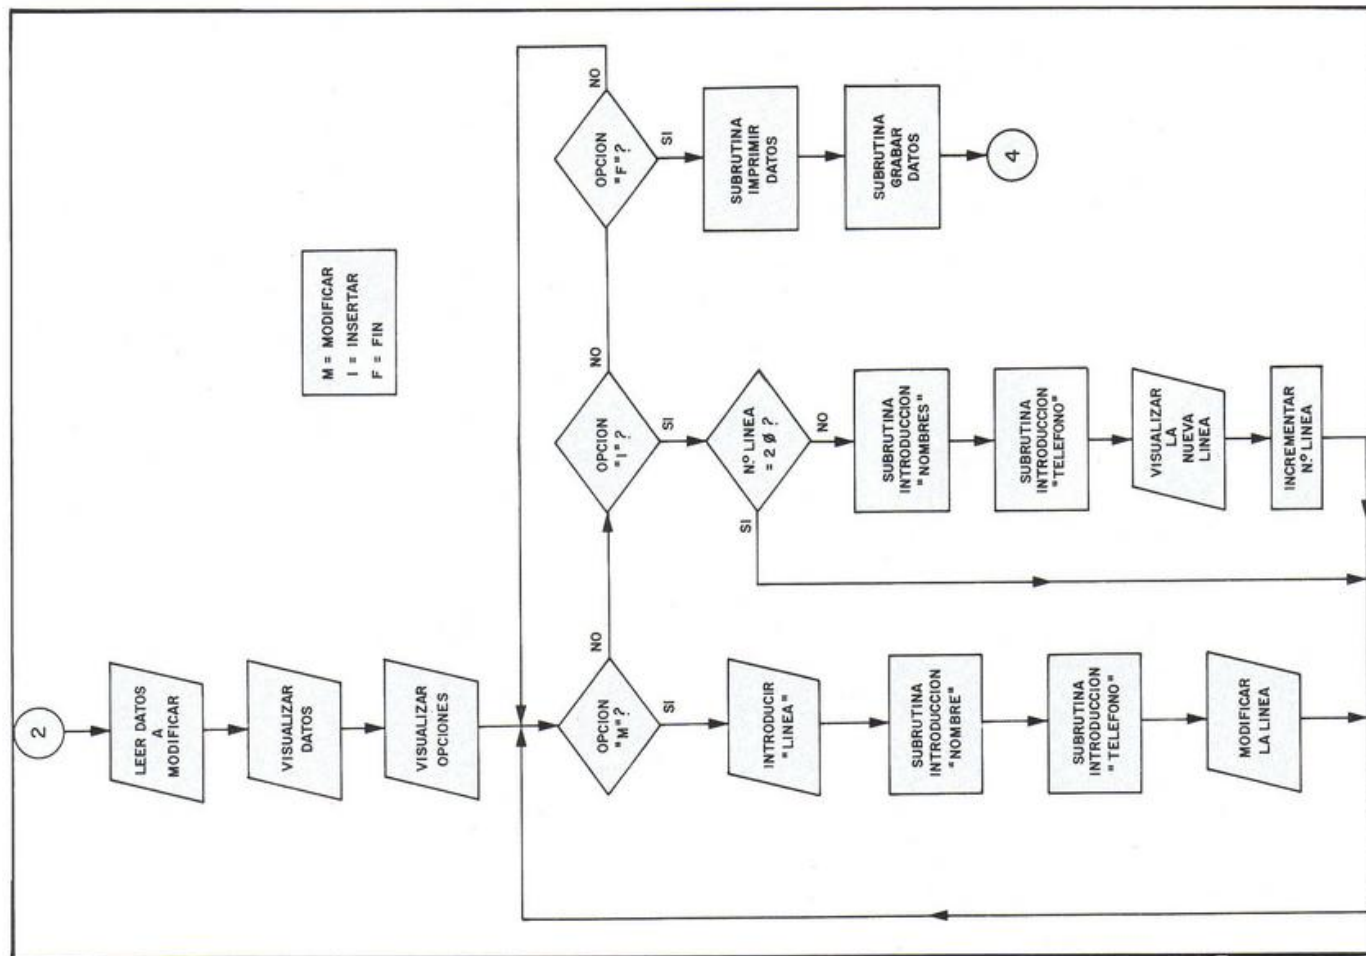 2
LEER DATOS
A
MODIFICAR
VISUALIZAR
DATOS
VISUALIZAR
OPCIONES
OPCION
"M"?
NO
SI
INTRODUCIR
"LINEA"
SUBRUTINA
INTRODUCCION
"NOMBRE"
SUBRUTINA
INTRODUCCION
"TELEFONO"
MODIFICAR
LA LINEA
OPCION
"I"?
NO
SI
N.º LINEA
= 2 Ø ?
SI
NO
SUBRUTINA
INTRODUCCION
"NOMBRES"
SUBRUTINA
INTRODUCCION
"TELEFONO"
VISUALIZAR
LA
NUEVA
LINEA
INCREMENTAR
N.º LINEA
M = MODIFICAR
I = INSERTAR
F = FIN
OPCION
"F"?
NO
SI
SUBRUTINA
IMPRIMIR
DATOS
SUBRUTINA
GRABAR
DATOS
4